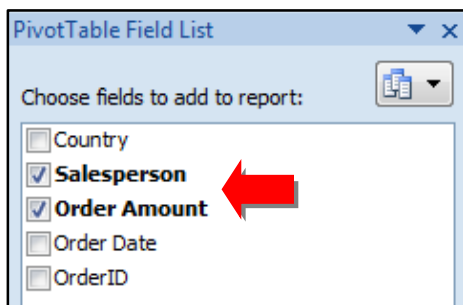 PivotTable Field List
Choose fields to add to report:
Country
Salesperson
Order Amount
Order Date
OrderID